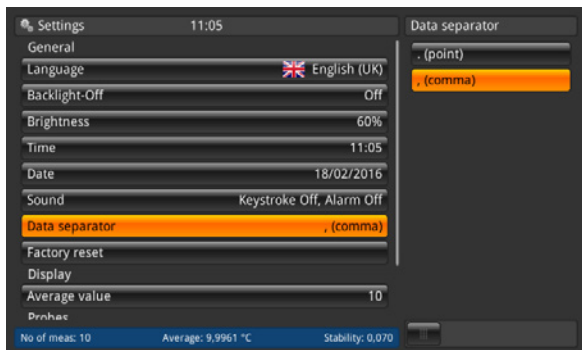 Settings 11:05
General
Language English (UK)
Backlight-Off Off
Brightness 60%
Time 11:05
Date 18/02/2016
Sound Keystroke Off, Alarm Off
Data separator , (comma)
Factory reset
Display
Average value 10
Probes
No of meas: 10 Average: 9,9961 °C Stability: 0,070
Data separator
. (point)
, (comma)